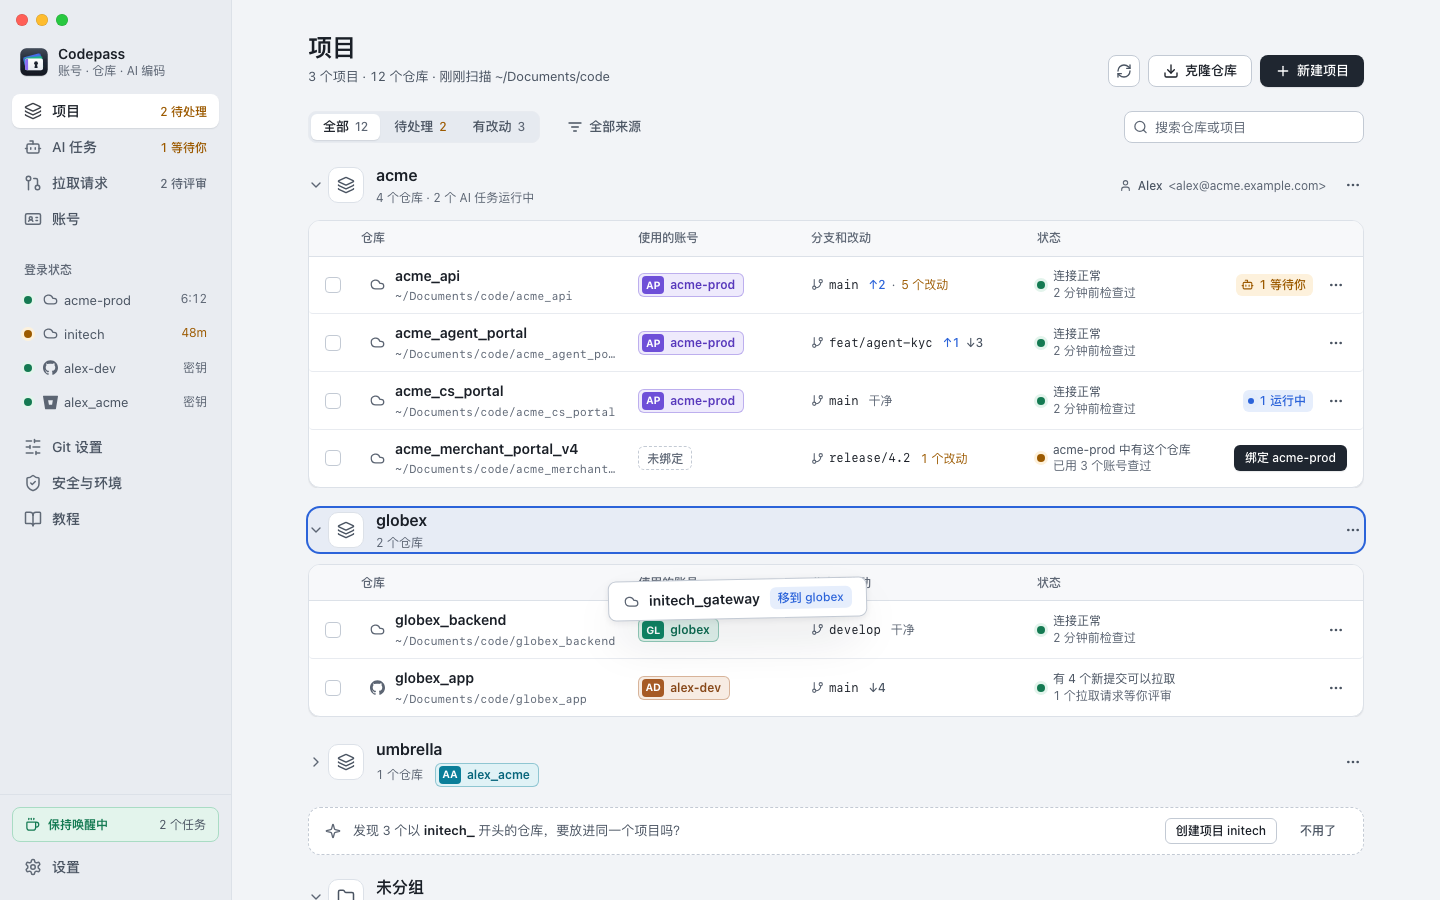 Codepass
账号 · 仓库 · AI 编码
项目 2 待处理
AI 任务 1 等待你
拉取请求 2 待评审
账号
登录状态
acme-prod 6:12
initech 48m
alex-dev 密钥
alex_acme 密钥
Git 设置
安全与环境
教程
保持唤醒中 2 个任务
设置
项目
3 个项目 · 12 个仓库 · 刚刚扫描 ~/Documents/code
克隆仓库
新建项目
全部 12 待处理 2 有改动 3 全部来源
搜索仓库或项目
acme
4 个仓库 · 2 个 AI 任务运行中
Alex <alex@acme.example.com>
仓库 使用的账号 分支和改动 状态
acme_api
~/Documents/code/acme_api
AP acme-prod
main ↑2 · 5 个改动
连接正常
2 分钟前检查过
1 等待你
acme_agent_portal
~/Documents/code/acme_agent_po…
AP acme-prod
feat/agent-kyc ↑1 ↓3
连接正常
2 分钟前检查过
acme_cs_portal
~/Documents/code/acme_cs_portal
AP acme-prod
main 干净
连接正常
2 分钟前检查过
1 运行中
acme_merchant_portal_v4
~/Documents/code/acme_merchant…
未绑定
release/4.2 1 个改动
acme-prod 中有这个仓库
已用 3 个账号查过
绑定 acme-prod
globex
2 个仓库
仓库 状态
initech_gateway 移到 globex
globex_backend
~/Documents/code/globex_backend
GL globex
develop 干净
连接正常
2 分钟前检查过
globex_app
~/Documents/code/globex_app
AD alex-dev
main ↓4
有 4 个新提交可以拉取
1 个拉取请求等你评审
umbrella
1 个仓库 AA alex_acme
发现 3 个以 initech_ 开头的仓库，要放进同一个项目吗?
创建项目 initech
不用了
未分组